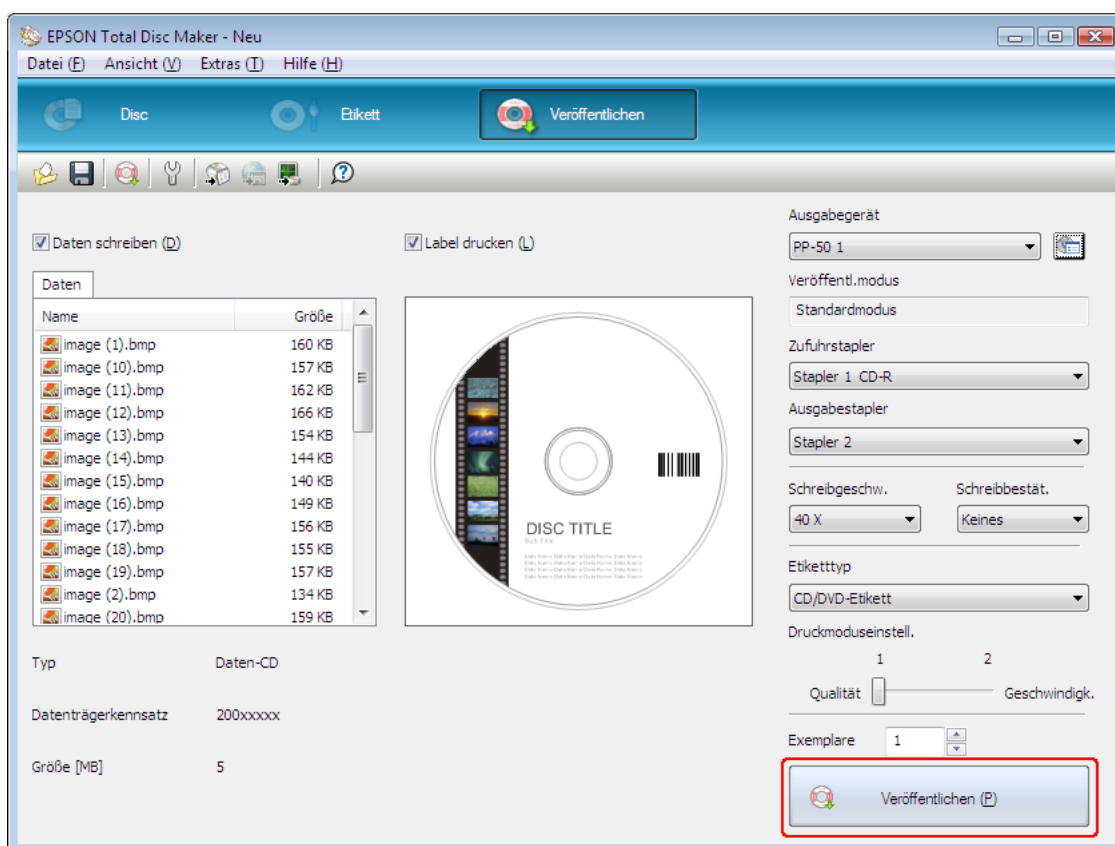 EPSON Total Disc Maker - Neu
Datei (F) Ansicht (V) Extras (T) Hilfe (H)
Disc Etikett Veröffentlichen
Daten schreiben (D)
Label drucken (L)
Daten
Name Größe
image (1).bmp 160 KB
image (10).bmp 157 KB
image (11).bmp 162 KB
image (12).bmp 166 KB
image (13).bmp 154 KB
image (14).bmp 144 KB
image (15).bmp 140 KB
image (16).bmp 149 KB
image (17).bmp 156 KB
image (18).bmp 155 KB
image (19).bmp 157 KB
image (2).bmp 134 KB
image (20).bmp 159 KB
DISC TITLE
Sub Title
Typ Daten-CD
Datenträgerkennsatz 200xxxxx
Größe [MB] 5
Ausgabegerät
PP-50 1
Veröffentl.modus
Standardmodus
Zufuhrstapler
Stapler 1 CD-R
Ausgabestapler
Stapler 2
Schreibgeschw. Schreibbestät.
40 X Keines
Etiketttyp
CD/DVD-Etikett
Druckmoduseinstell.
1 2
Qualität Geschwindigk.
Exemplare 1
Veröffentlichen (P)